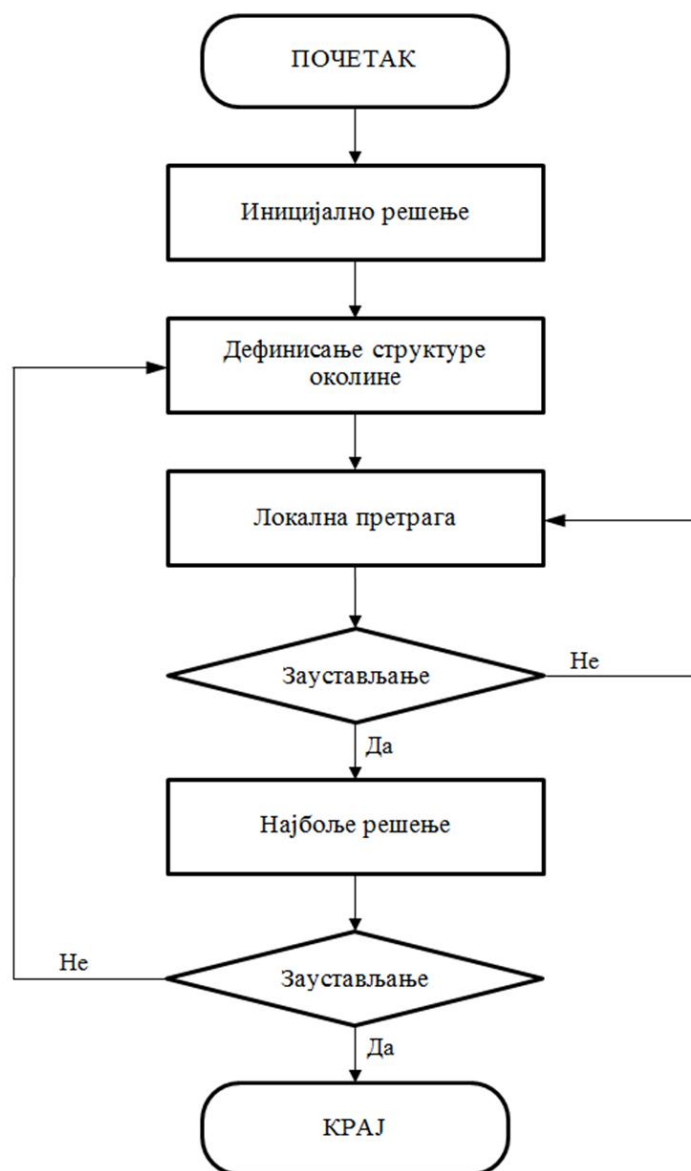 ПОЧЕТАК
Иницијално решење
Дефинисање структуре
околине
Локална претрага
Заустављање
Не
Да
Најбоље решење
Заустављање
Не
Да
КРАЈ